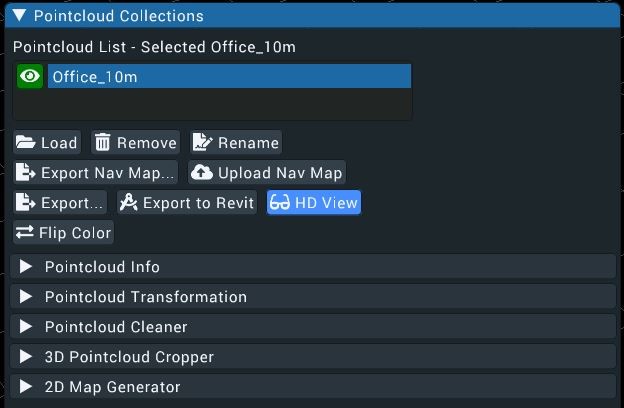 Pointcloud Collections
Pointcloud List - Selected Office_10m
Office_10m
Load Remove Rename
Export Nav Map... Upload Nav Map
Export... Export to Revit HD View
Flip Color
Pointcloud Info
Pointcloud Transformation
Pointcloud Cleaner
3D Pointcloud Cropper
2D Map Generator